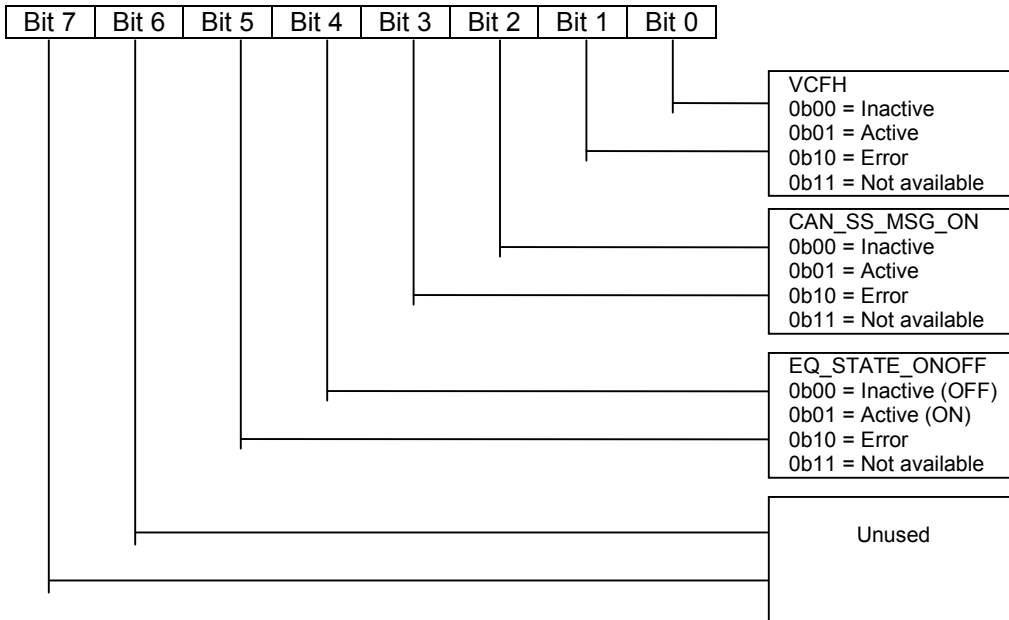 Bit 7 Bit 6 Bit 5 Bit 4 Bit 3 Bit 2 Bit 1 Bit 0
VCFH
0b00 = Inactive
0b01 = Active
0b10 = Error
0b11 = Not available
CAN_SS_MSG_ON
0b00 = Inactive
0b01 = Active
0b10 = Error
0b11 = Not available
EQ_STATE_ONOFF
0b00 = Inactive (OFF)
0b01 = Active (ON)
0b10 = Error
0b11 = Not available
Unused